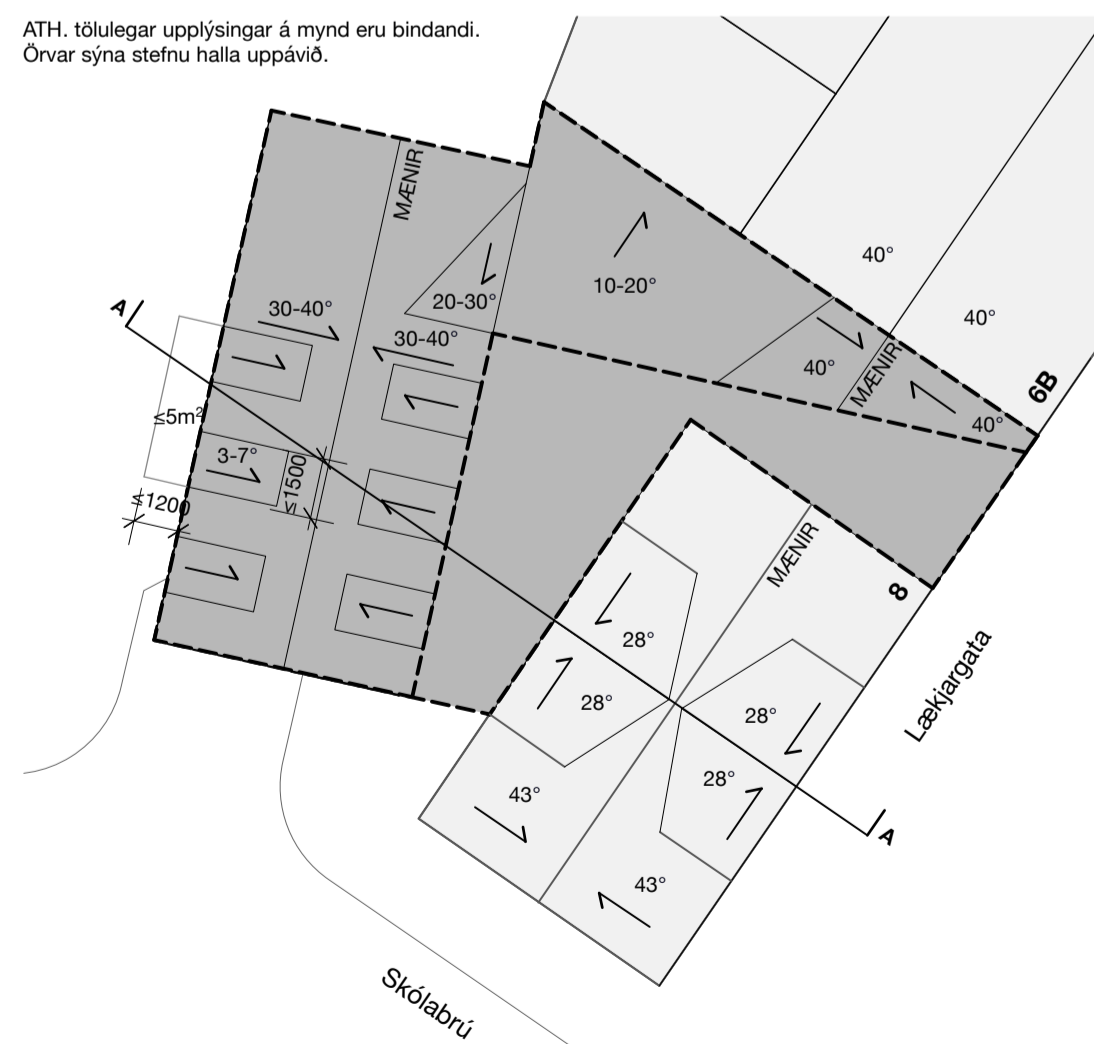 ATH. tölulegar upplýsingar á mynd eru bindandi.
Örvar sýna stefnu halla uppávið.
MÆNIR
40°
10-20°
20-30°
30-40°
A
30-40°
40°
40°
MÆNIR
6B
40°
≤5m²
3-7°
≤1500
≤1200
MÆNIR
8
28°
28°
28°
28°
Lækjargata
43°
A
43°
Skólabrú